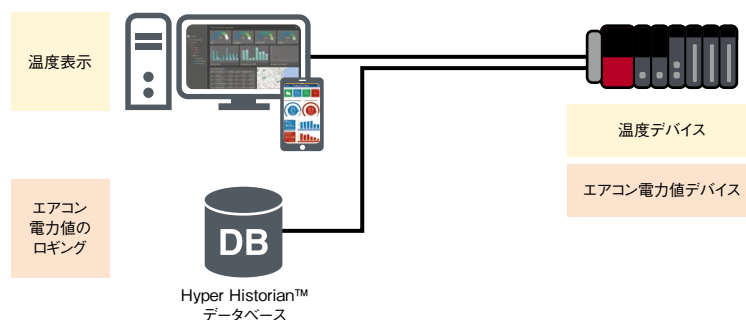 温度表示
温度デバイス
エアコン電力値デバイス
エアコン
電力値の
ロギング
DB
Hyper Historian™
データベース